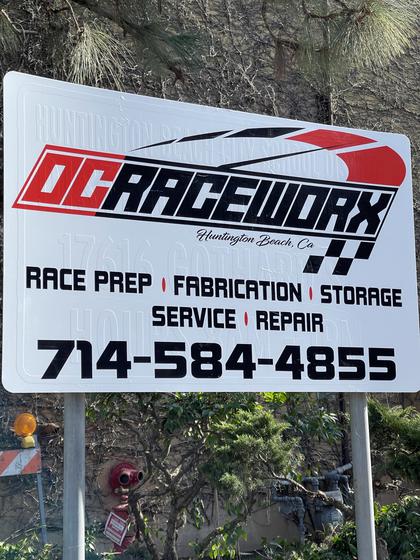 OCRACEWORX
Huntington Beach, Ca
RACE PREP • FABRICATION • STORAGE
SERVICE • REPAIR
714-584-4855